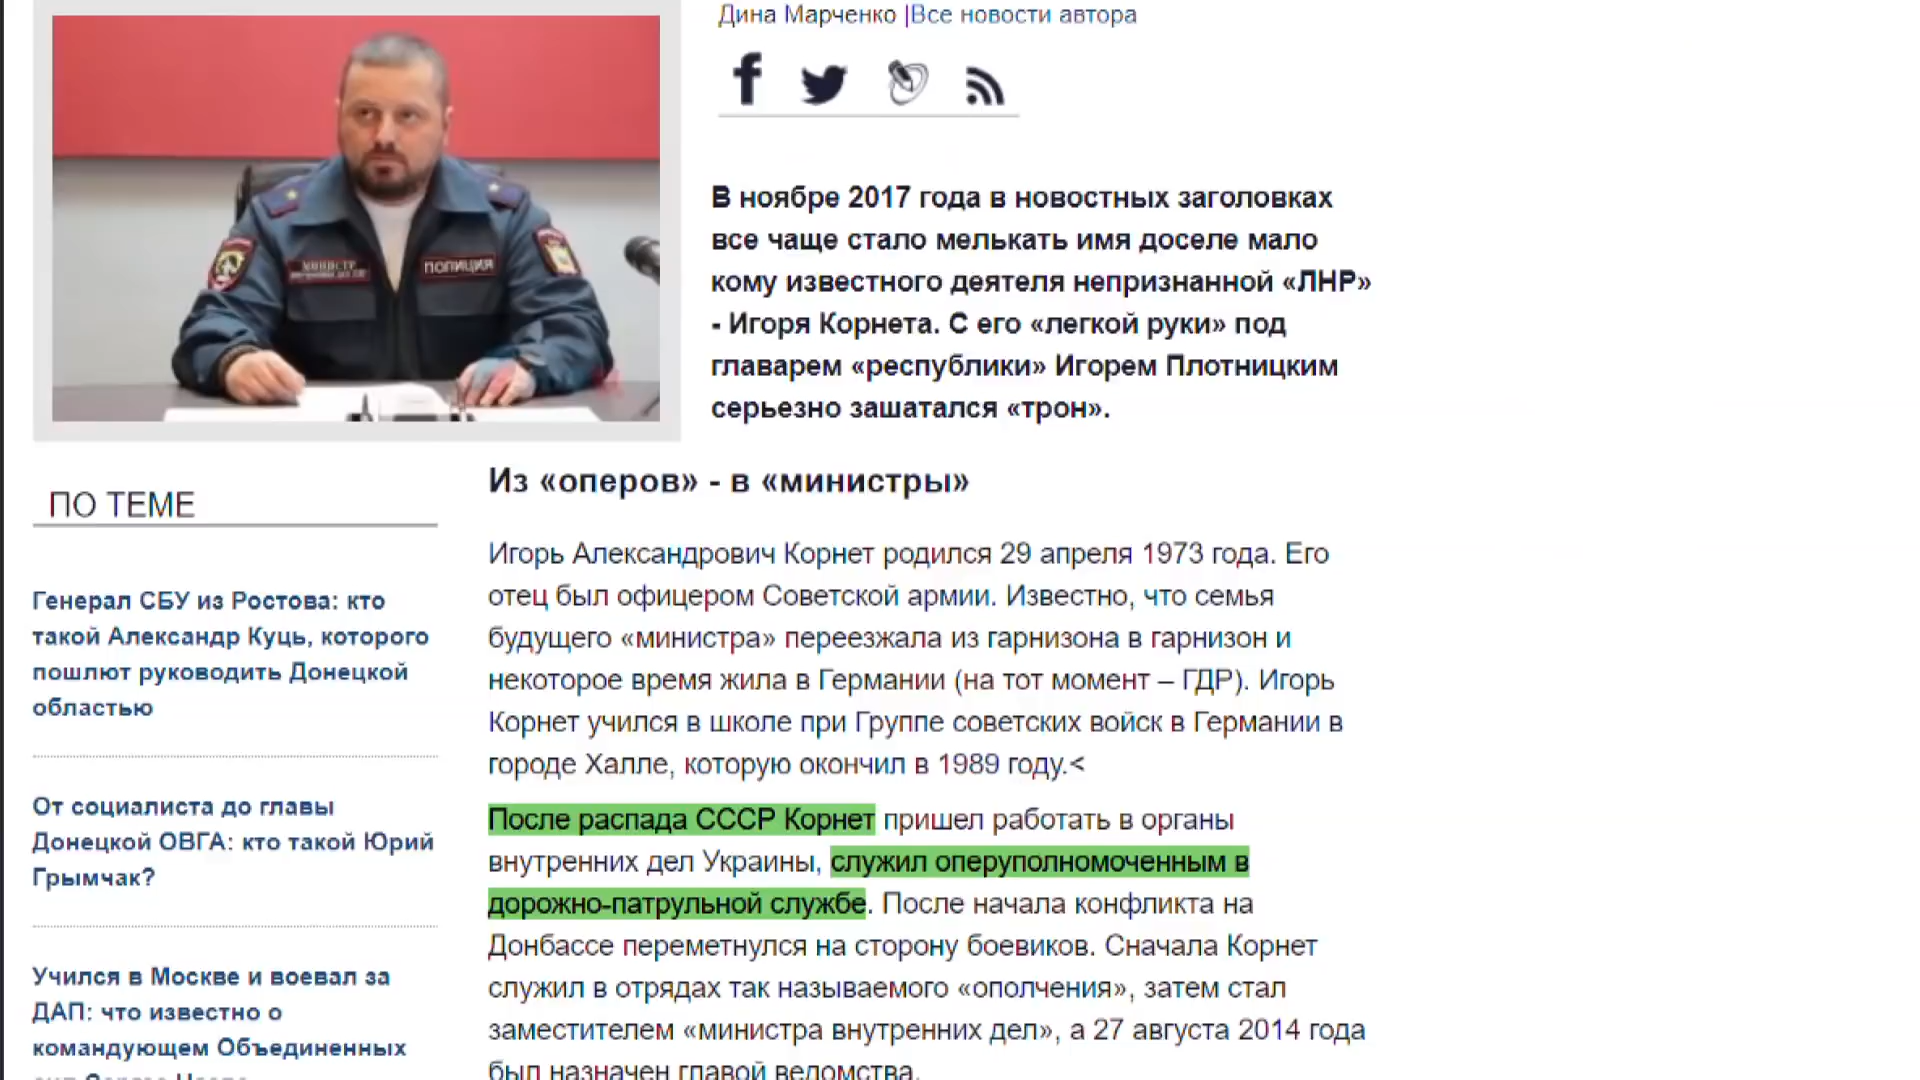 Дина Марченко |Все новости автора
МИНИСТР
ПОЛИЦИЯ
В ноябре 2017 года в новостных заголовках
все чаще стало мелькать имя доселе мало
кому известного деятеля непризнанной «ЛНР»
- Игоря Корнета. С его «легкой руки» под
главарем «республики» Игорем Плотницким
серьезно зашатался «трон».
ПО ТЕМЕ
Генерал СБУ из Ростова: кто
такой Александр Куць, которого
пошлют руководить Донецкой
областью
От социалиста до главы
Донецкой ОВГА: кто такой Юрий
Грымчак?
Учился в Москве и воевал за
ДАП: что известно о
командующем Объединенных
Из «оперов» - в «министры»
Игорь Александрович Корнет родился 29 апреля 1973 года. Его
отец был офицером Советской армии. Известно, что семья
будущего «министра» переезжала из гарнизона в гарнизон и
некоторое время жила в Германии (на тот момент – ГДР). Игорь
Корнет учился в школе при Группе советских войск в Германии в
городе Халле, которую окончил в 1989 году.<
После распада СССР Корнет пришел работать в органы
внутренних дел Украины, служил оперуполномоченным в
дорожно-патрульной службе. После начала конфликта на
Донбассе переметнулся на сторону боевиков. Сначала Корнет
служил в отрядах так называемого «ополчения», затем стал
заместителем «министра внутренних дел», а 27 августа 2014 года
был назначен главой ведомства.